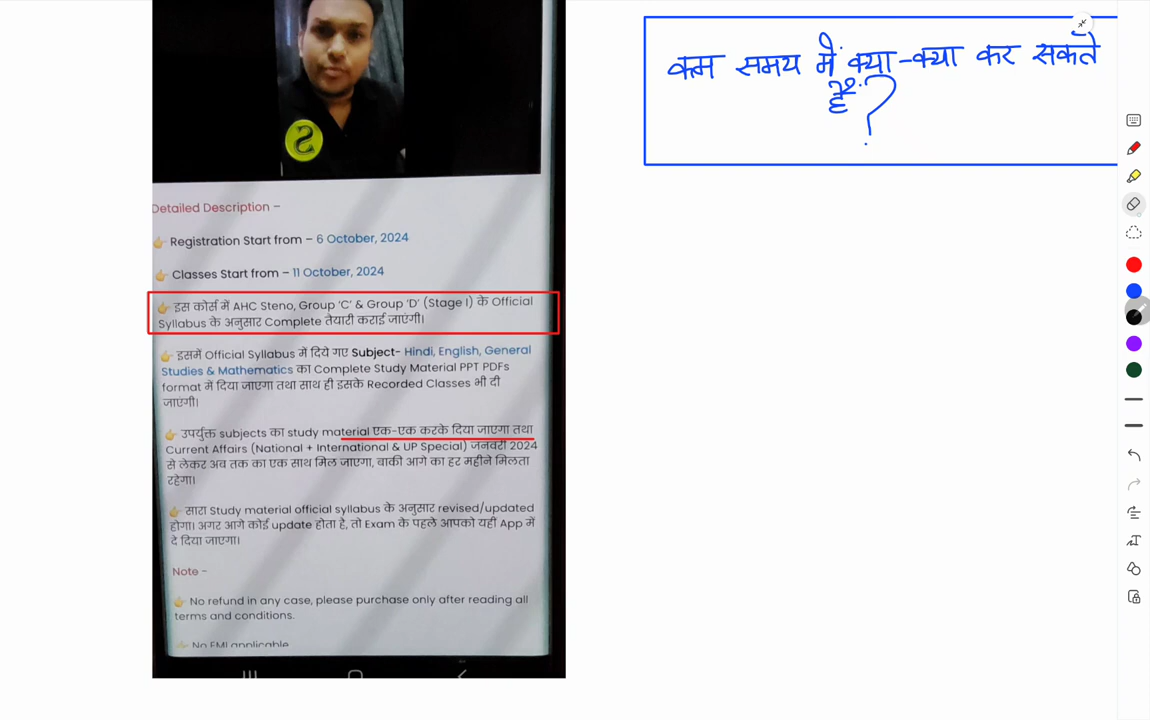 Detailed Description –
👉 Registration Start from – 6 October, 2024
👉 Classes Start from – 11 October, 2024
👉 इस कोर्स में AHC Steno, Group 'C' & Group 'D' (Stage I) के Official
Syllabus के अनुसार Complete तैयारी कराई जाएंगी।
👉 इसमें Official Syllabus में दिये गए Subject- Hindi, English, General
Studies & Mathematics का Complete Study Material PPT PDFs
format में दिया जाएगा तथा साथ ही इसके Recorded Classes भी दी
जाएंगी।
👉 उपर्युक्त subjects का study material एक-एक करके दिया जाएगा तथा
Current Affairs (National + International & UP Special) जनवरी 2024
से लेकर अब तक का एक साथ मिल जाएगा, बाकी आगे का हर महीने मिलता
रहेगा।
👉 सारा Study material official syllabus के अनुसार revised/updated
होगा। अगर आगे कोई update होता है, तो Exam के पहले आपको यही App में
दे दिया जाएगा।
Note -
👉 No refund in any case, please purchase only after reading all
terms and conditions.
👉 No EMI applicable
कम समय में क्या-क्या कर सकते
हैं?